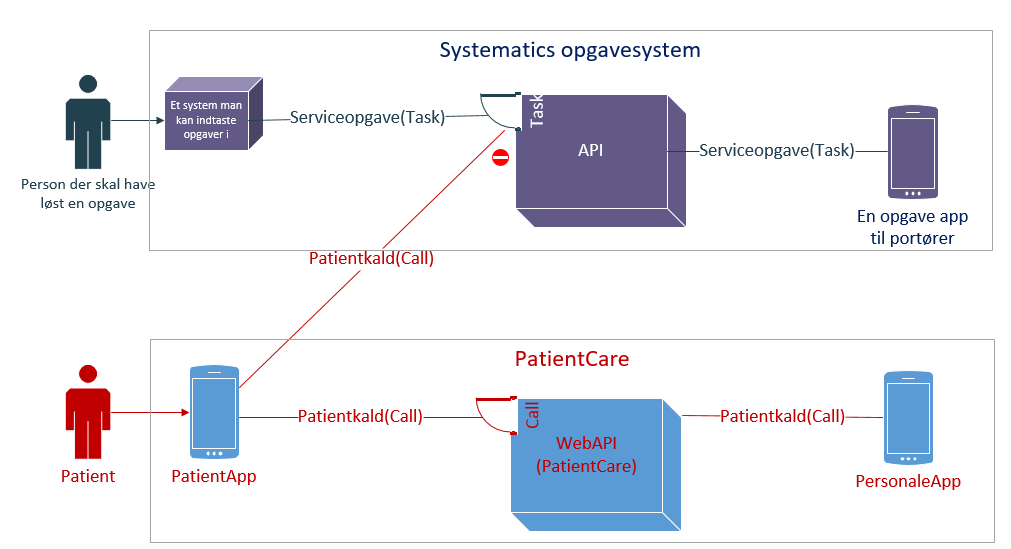 Systematics opgavesystem
Et system man
kan indtaste
opgaver i
Serviceopgave(Task)
Task
API
Serviceopgave(Task)
Person der skal have
løst en opgave
En opgave app
til portører
Patientkald(Call)
PatientCare
Patientkald(Call)
Call
WebAPI
(PatientCare)
Patientkald(Call)
Patient
PatientApp
PersonaleApp